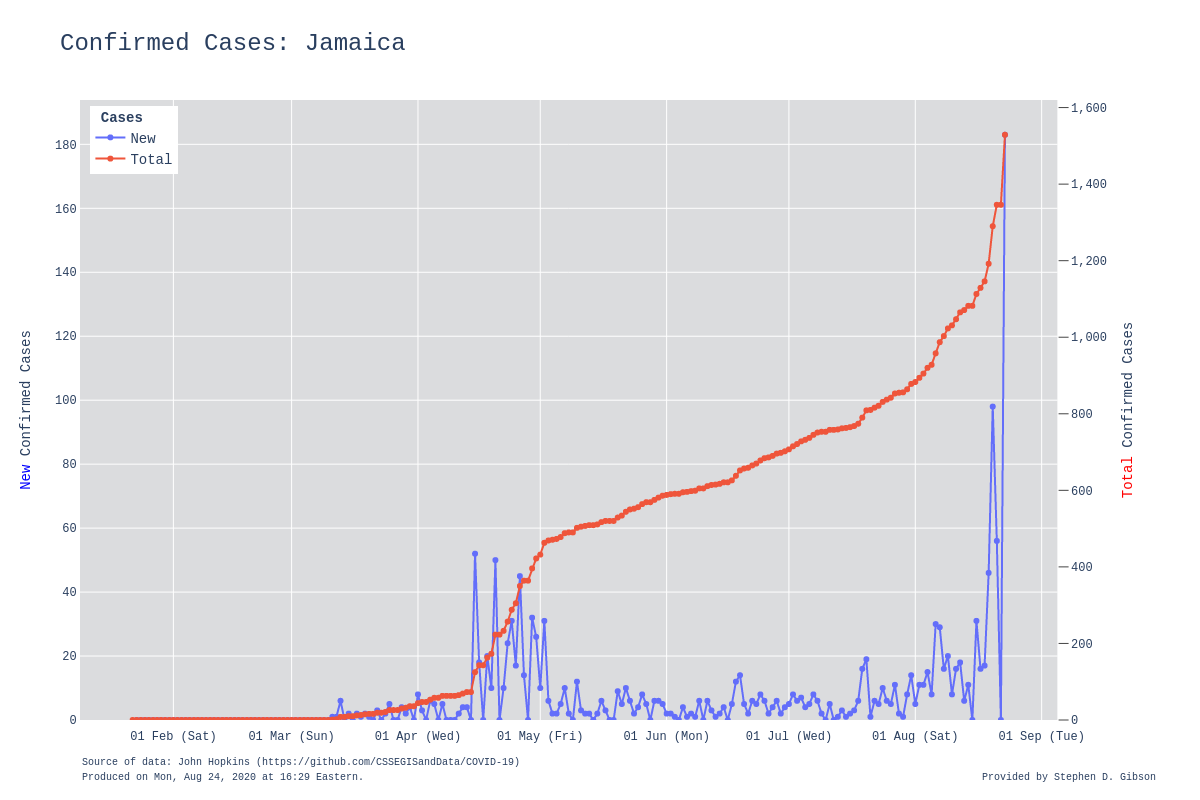 Confirmed Cases: Jamaica
Cases
New
Total
180
160
140
120
100
80
60
40
20
0
1,600
1,400
1,200
1,000
800
600
400
200
0
New Confirmed Cases
Total Confirmed Cases
01 Feb (Sat) 01 Mar (Sun) 01 Apr (Wed) 01 May (Fri) 01 Jun (Mon) 01 Jul (Wed) 01 Aug (Sat) 01 Sep (Tue)
Source of data: John Hopkins (https://github.com/CSSEGISandData/COVID-19)
Produced on Mon, Aug 24, 2020 at 16:29 Eastern.
Provided by Stephen D. Gibson